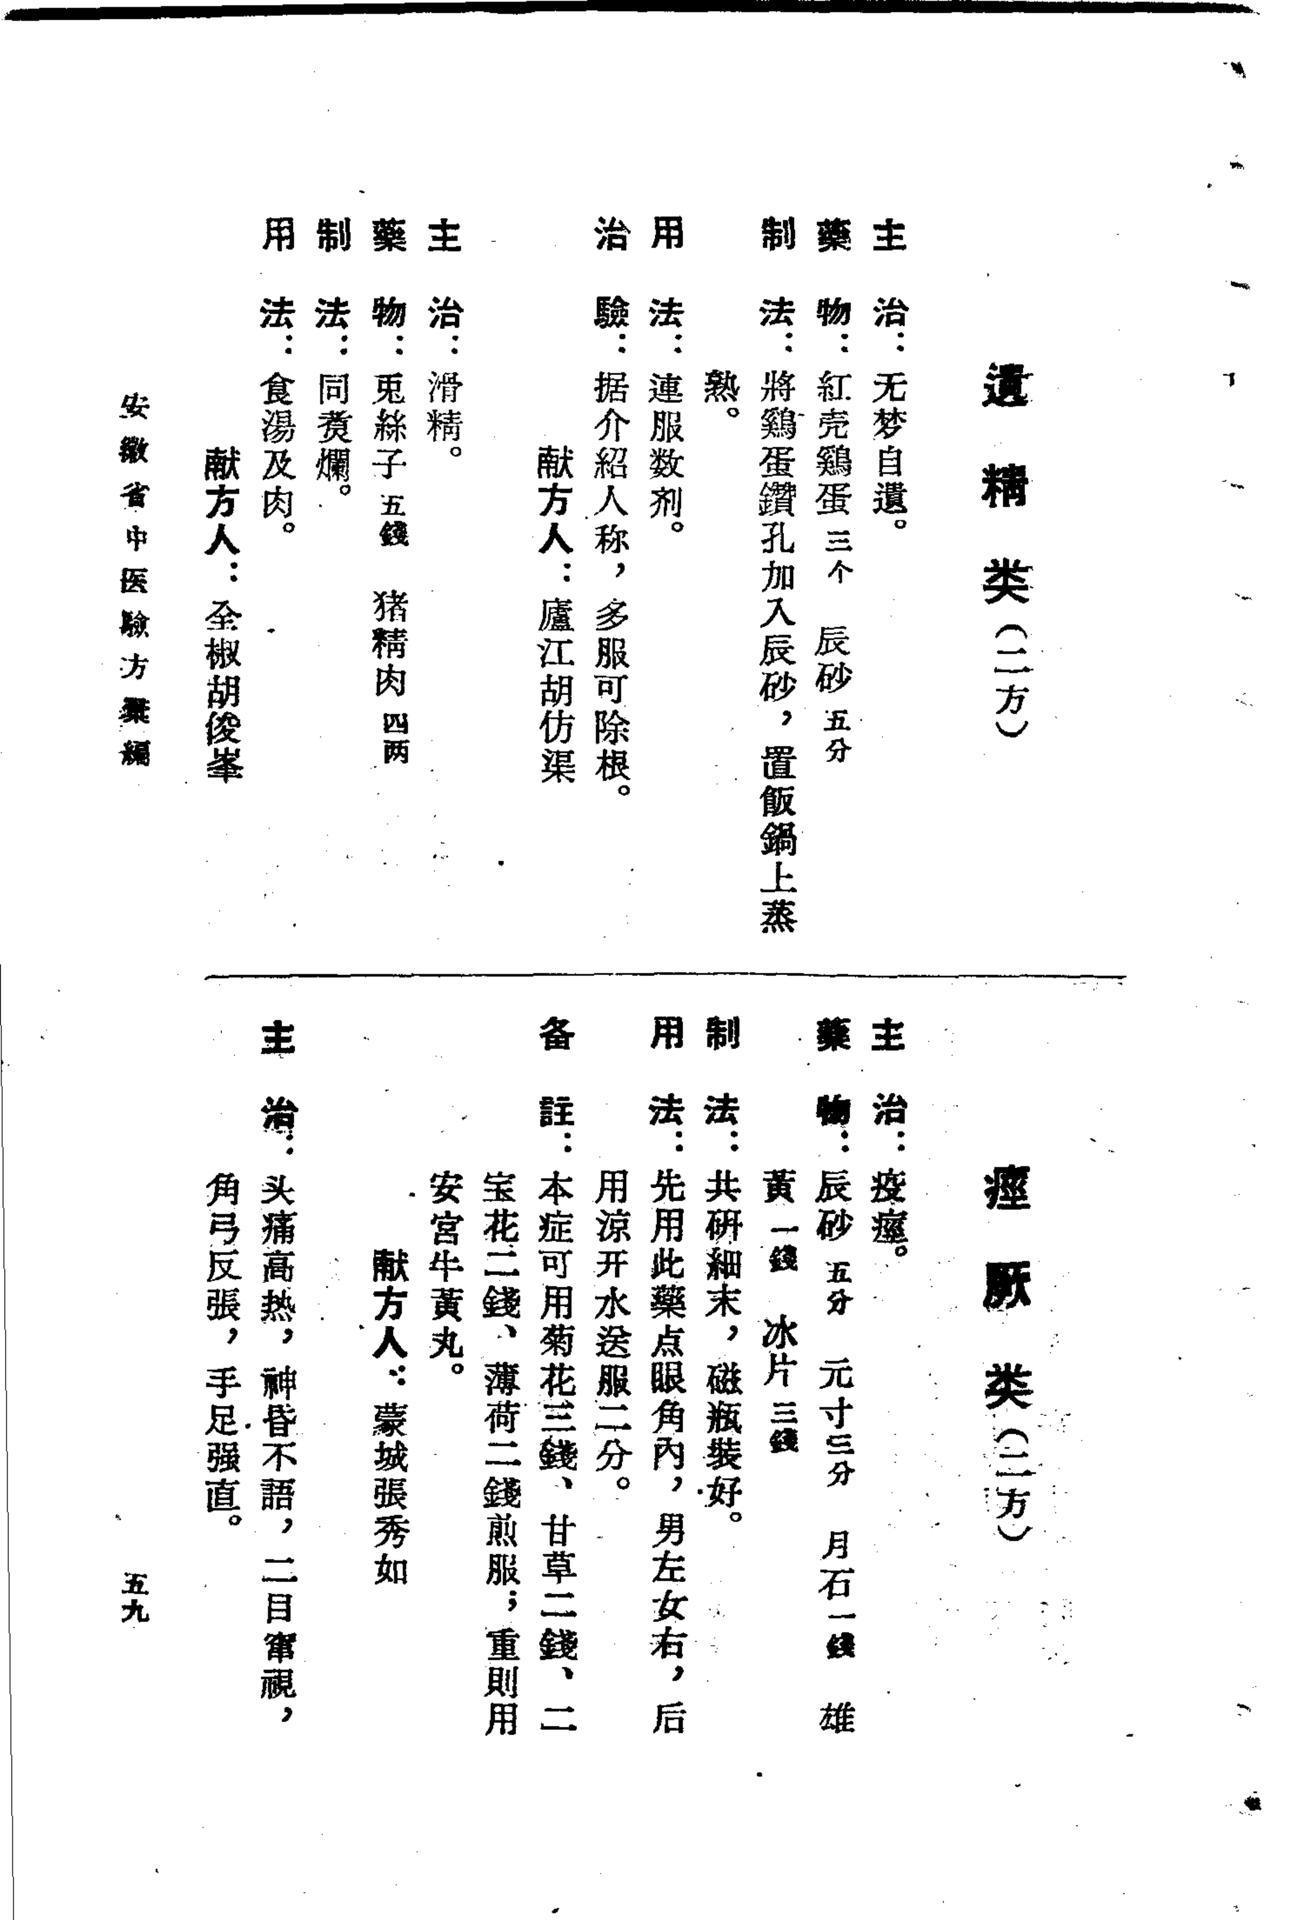 遺精类(二方)
主治：无梦自遺。
藥物：紅壳鷄蛋三个 辰砂五分
制法：將鷄蛋鑽孔加入辰砂，置飯鍋上蒸
熟。
用法：連服数剂。
治驗：据介紹人称，多服可除根。
献方人：廬江胡仿渠
主治：滑精。
藥物：兎絲子五錢 猪精肉四两
制法：同煑爛。
用法：食湯及肉。
献方人：全椒胡俊峯
痙厥类(二方)
主治：疫痙。
藥物：辰砂五分 元寸三分 月石一錢 雄
黃一錢 冰片三錢
制法：共硏細末，磁瓶裝好。
用法：先用此藥点眼角內，男左女右，后
用涼开水送服二分。
备註：本症可用菊花三錢、甘草二錢、二
宝花二錢、薄荷二錢煎服；重則用
安宮牛黃丸。
献方人：蒙城張秀如
主治：头痛高热，神昏不語，二目窜視，
角弓反張，手足强直。
安徽省中医驗方彙編
五九